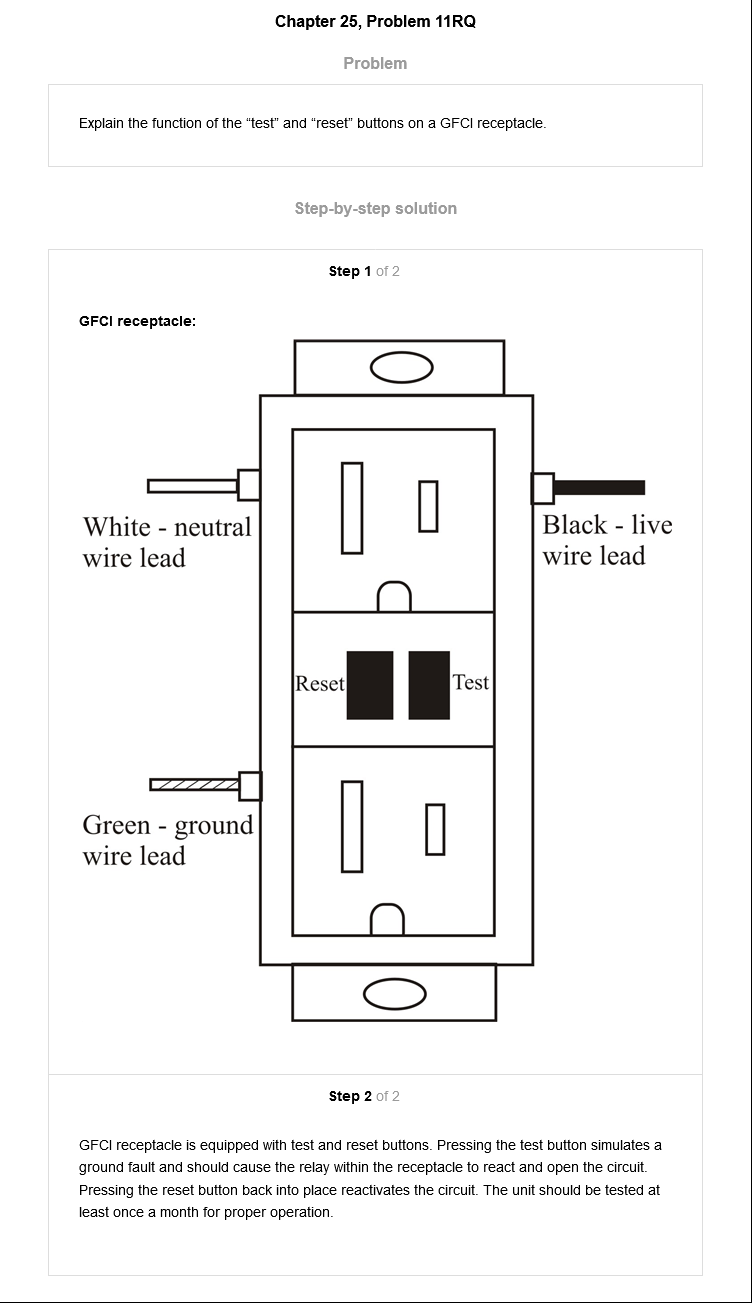 Chapter 25, Problem 11RQ
Problem
Explain the function of the “test” and “reset” buttons on a GFCI receptacle.
Step-by-step solution
Step 1 of 2
GFCI receptacle:
White - neutral
wire lead
Black - live
wire lead
Reset
Test
Green - ground
wire lead
Step 2 of 2
GFCI receptacle is equipped with test and reset buttons. Pressing the test button simulates a
ground fault and should cause the relay within the receptacle to react and open the circuit.
Pressing the reset button back into place reactivates the circuit. The unit should be tested at
least once a month for proper operation.